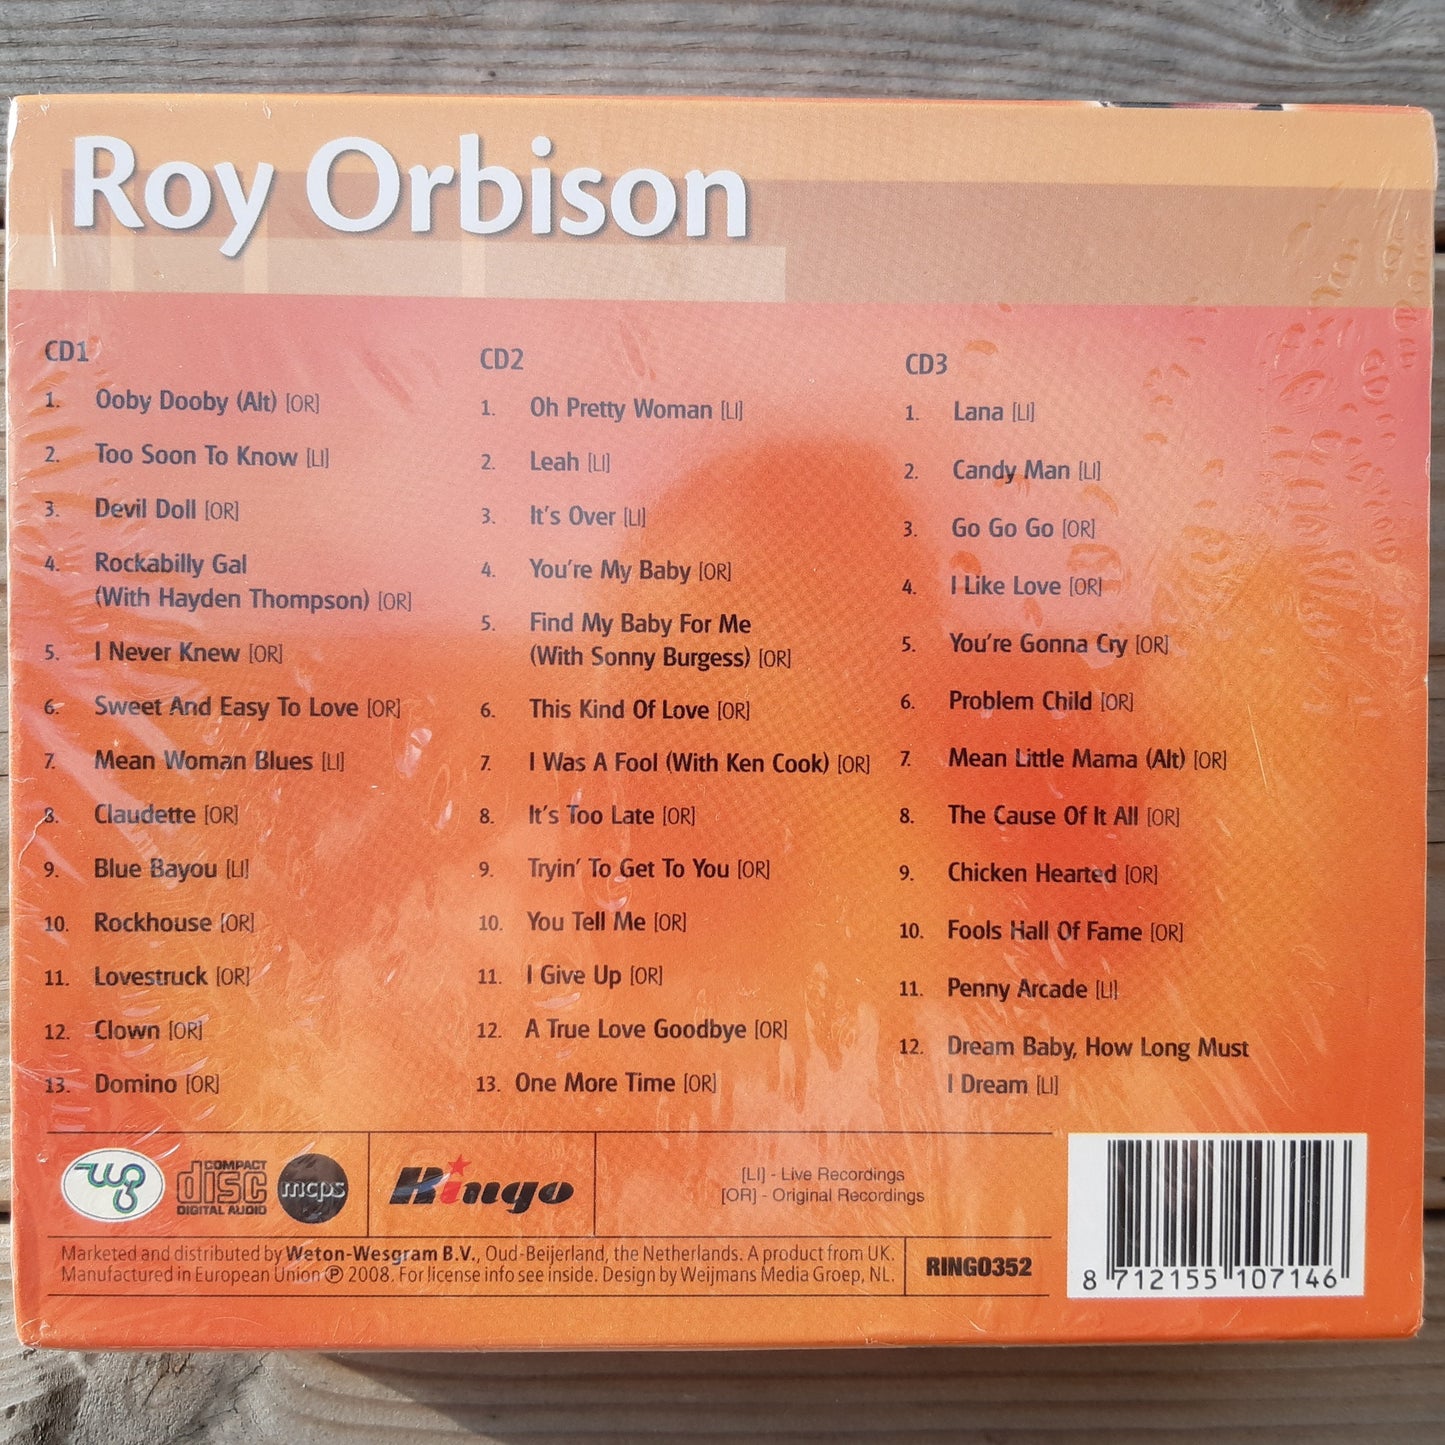 Roy Orbison
CD1
1. Ooby Dooby (Alt) [OR]
2. Too Soon To Know [LI]
3. Devil Doll [OR]
4. Rockabilly Gal
(With Hayden Thompson) [OR]
5. I Never Knew [OR]
6. Sweet And Easy To Love [OR]
7. Mean Woman Blues [LI]
8. Claudette [OR]
9. Blue Bayou [LI]
10. Rockhouse [OR]
11. Lovestruck [OR]
12. Clown [OR]
13. Domino [OR]
CD2
1. Oh Pretty Woman [LI]
2. Leah [LI]
3. It's Over [LI]
4. You're My Baby [OR]
5. Find My Baby For Me
(With Sonny Burgess) [OR]
6. This Kind Of Love [OR]
7. I Was A Fool (With Ken Cook) [OR]
8. It's Too Late [OR]
9. Tryin' To Get To You [OR]
10. You Tell Me [OR]
11. I Give Up [OR]
12. A True Love Goodbye [OR]
13. One More Time [OR]
CD3
1. Lana [LI]
2. Candy Man [LI]
3. Go Go Go [OR]
4. I Like Love [OR]
5. You're Gonna Cry [OR]
6. Problem Child [OR]
7. Mean Little Mama (Alt) [OR]
8. The Cause Of It All [OR]
9. Chicken Hearted [OR]
10. Fools Hall Of Fame [OR]
11. Penny Arcade [LI]
12. Dream Baby, How Long Must
I Dream [LI]
wg
COMPACT
disc
DIGITAL AUDIO
mcps
Ringo
[LI] - Live Recordings
[OR] - Original Recordings
Marketed and distributed by Weton-Wesgram B.V., Oud-Beijerland, the Netherlands. A product from UK.
Manufactured in European Union ℗ 2008. For license info see inside. Design by Weijmans Media Groep, NL.
RINGO352
8 712155 107146